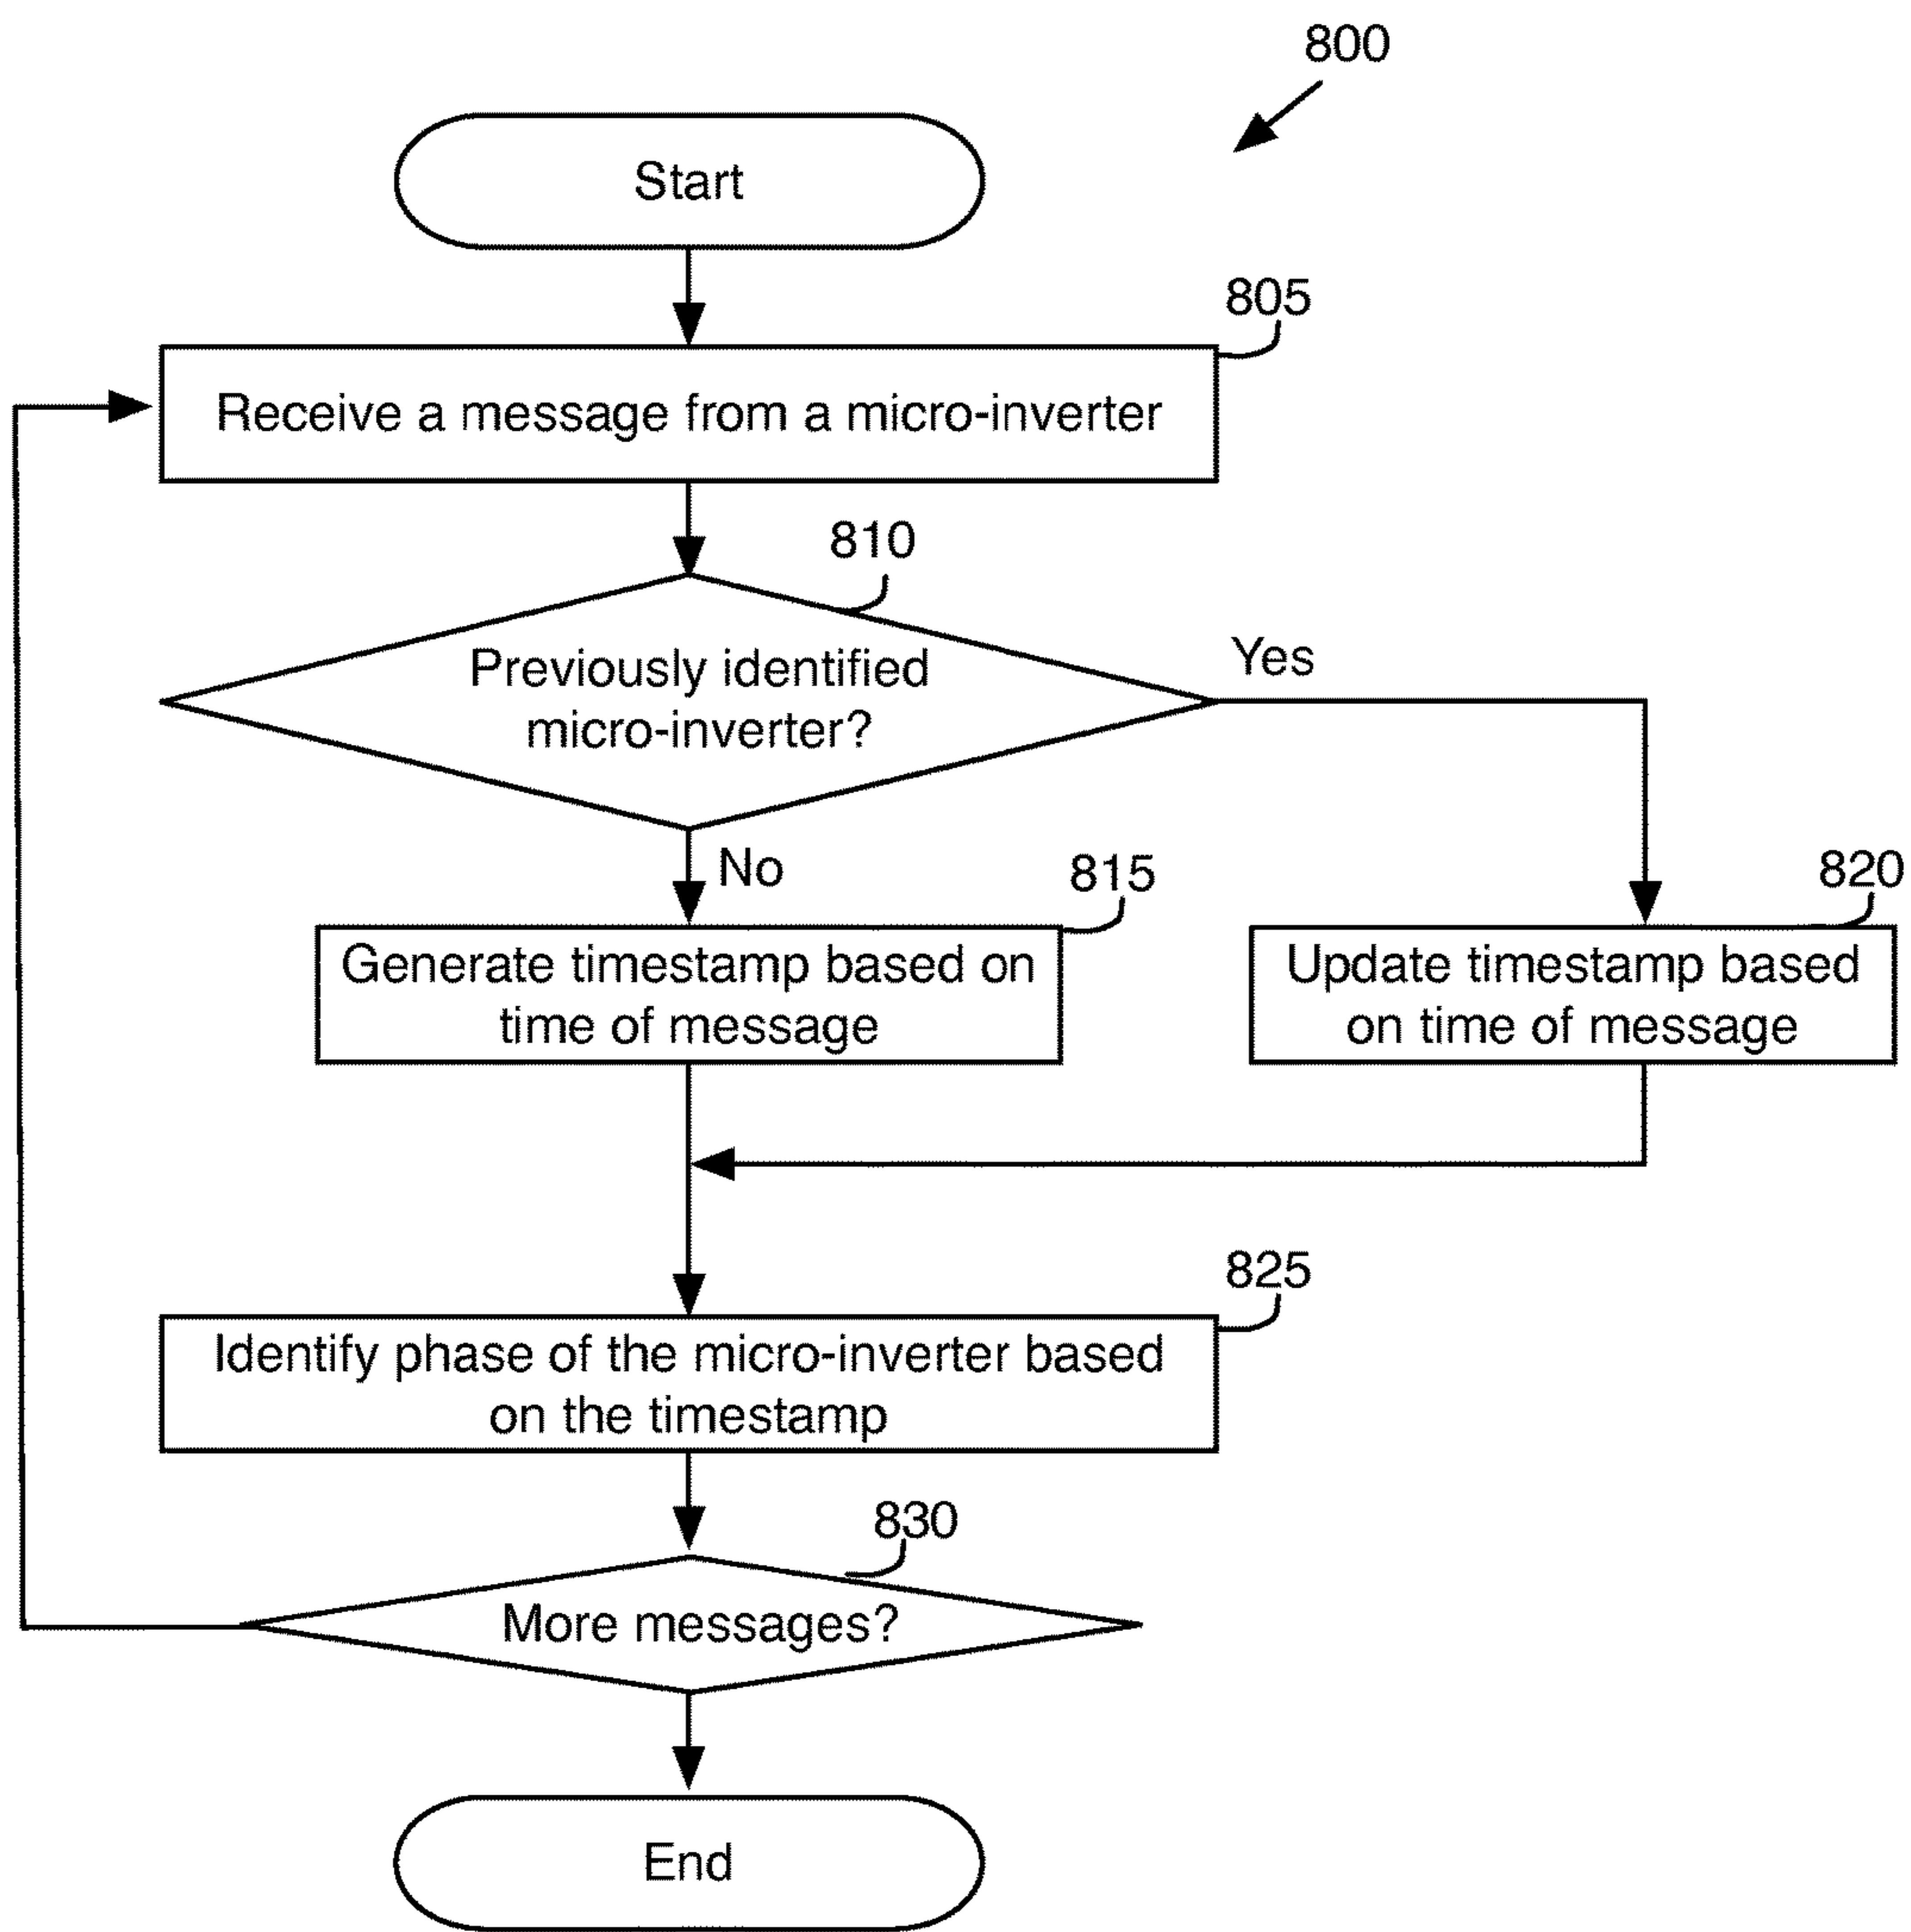 800
Start
805
Receive a message from a micro-inverter
810
Previously identified
micro-inverter?
Yes
No
815
820
Generate timestamp based on
time of message
Update timestamp based
on time of message
825
Identify phase of the micro-inverter based
on the timestamp
830
More messages?
End